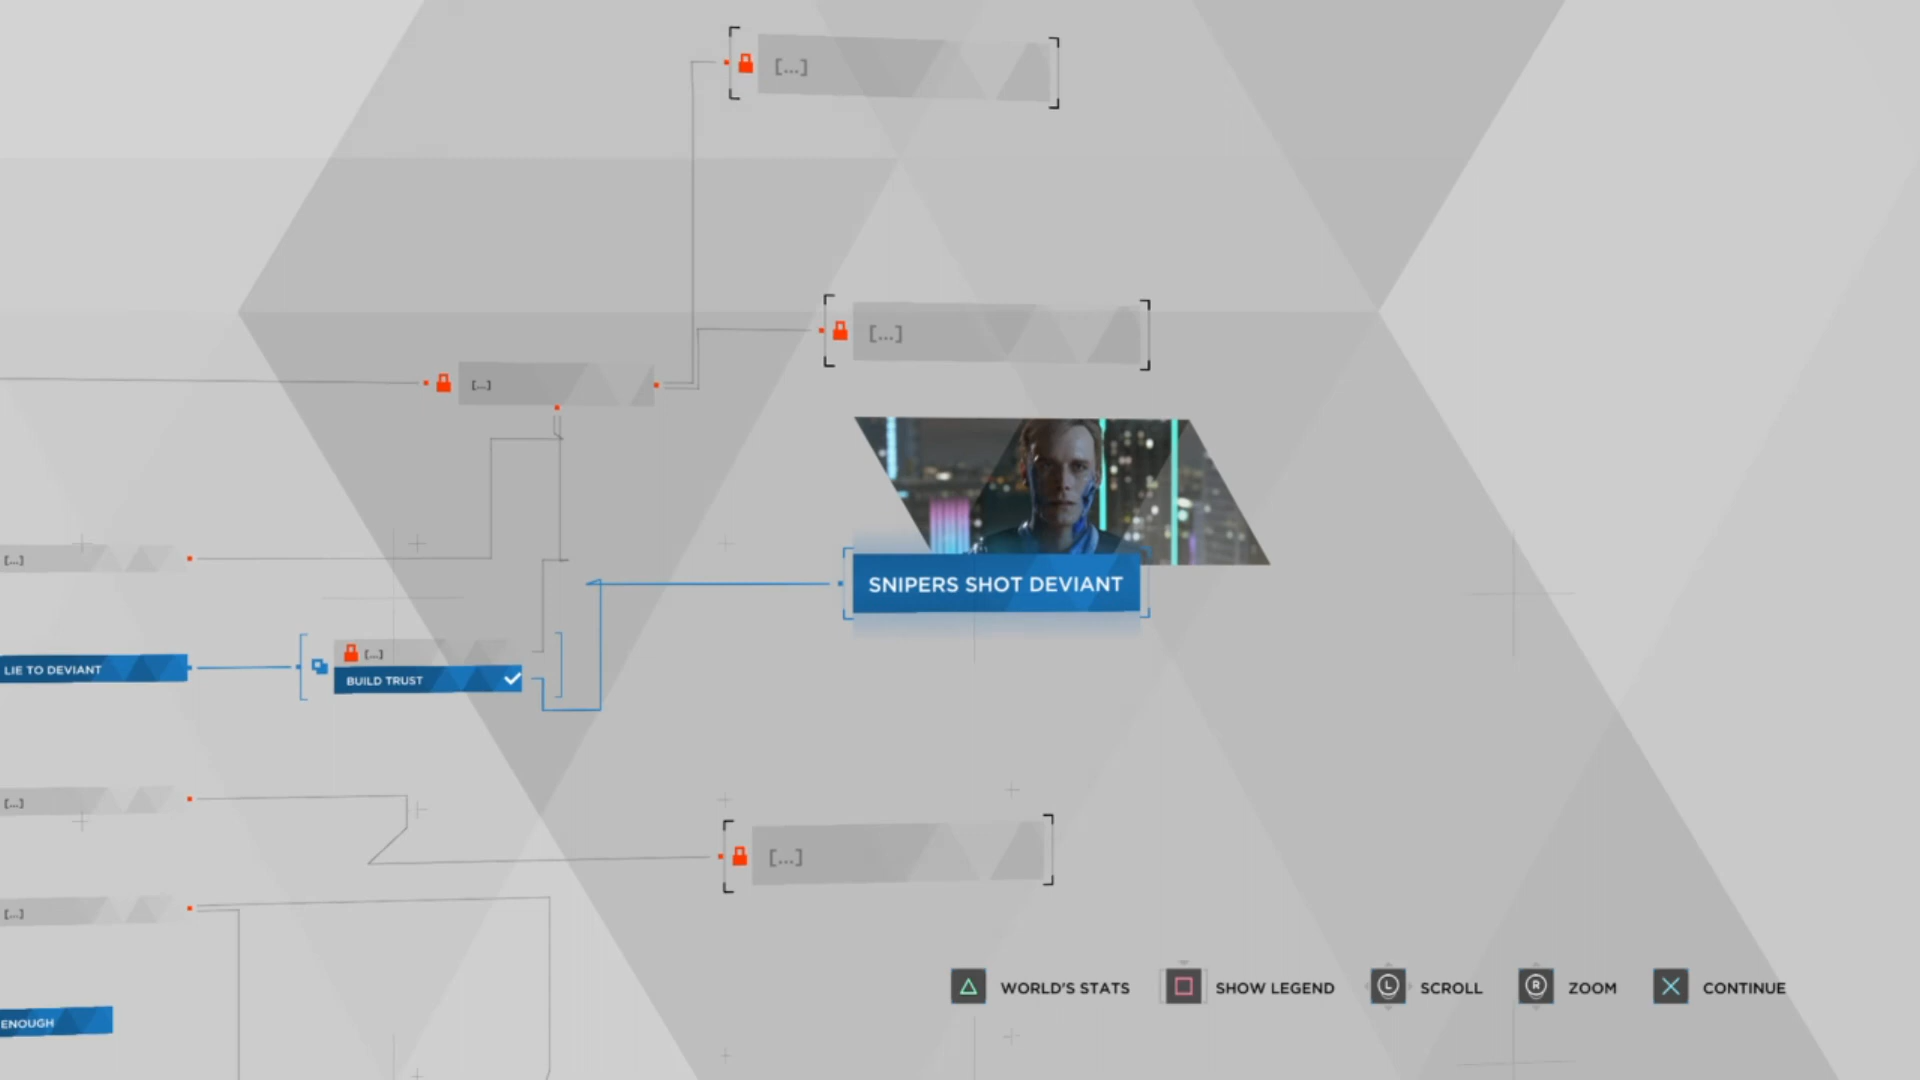 [...]
[...]
[...]
[...]
SNIPERS SHOT DEVIANT
[...]
LIE TO DEVIANT
BUILD TRUST
[...]
[...]
[...]
ENOUGH
WORLD'S STATS
SHOW LEGEND
L
SCROLL
R
ZOOM
CONTINUE